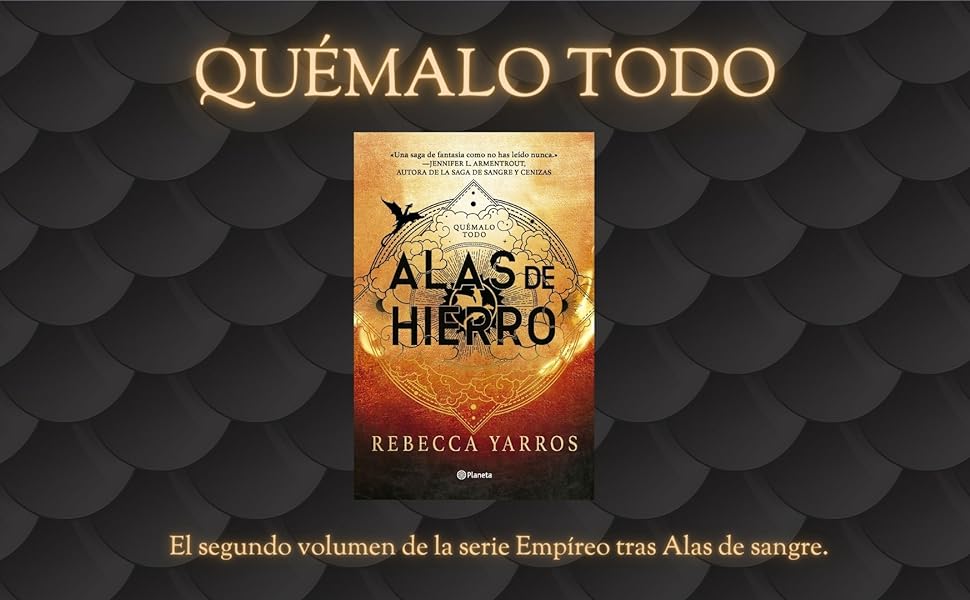 QUÉMALO TODO
«Una saga de fantasía como no has leído nunca.»
—JENNIFER L. ARMENTROUT,
AUTORA DE LA SAGA DE SANGRE Y CENIZAS
QUÉMALO
TODO
ALAS DE
HIERRO
REBECCA YARROS
Planeta
El segundo volumen de la serie Empíreo tras Alas de sangre.